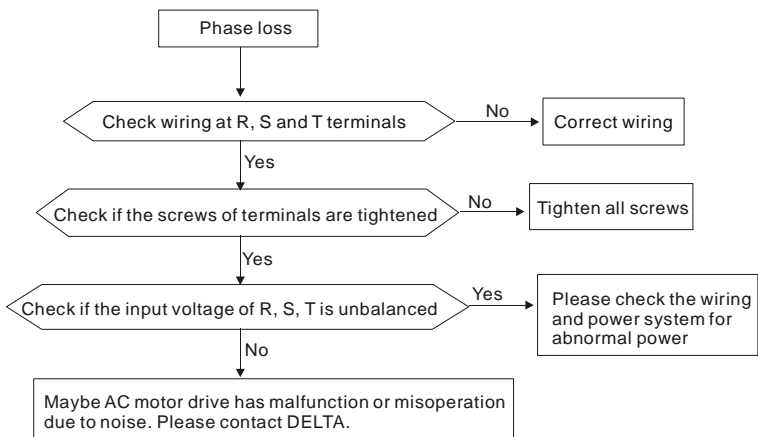 Phase loss
Check wiring at R, S and T terminals
No
Correct wiring
Yes
Check if the screws of terminals are tightened
No
Tighten all screws
Yes
Check if the input voltage of R, S, T is unbalanced
Yes
Please check the wiring
and power system for
abnormal power
No
Maybe AC motor drive has malfunction or misoperation
due to noise. Please contact DELTA.